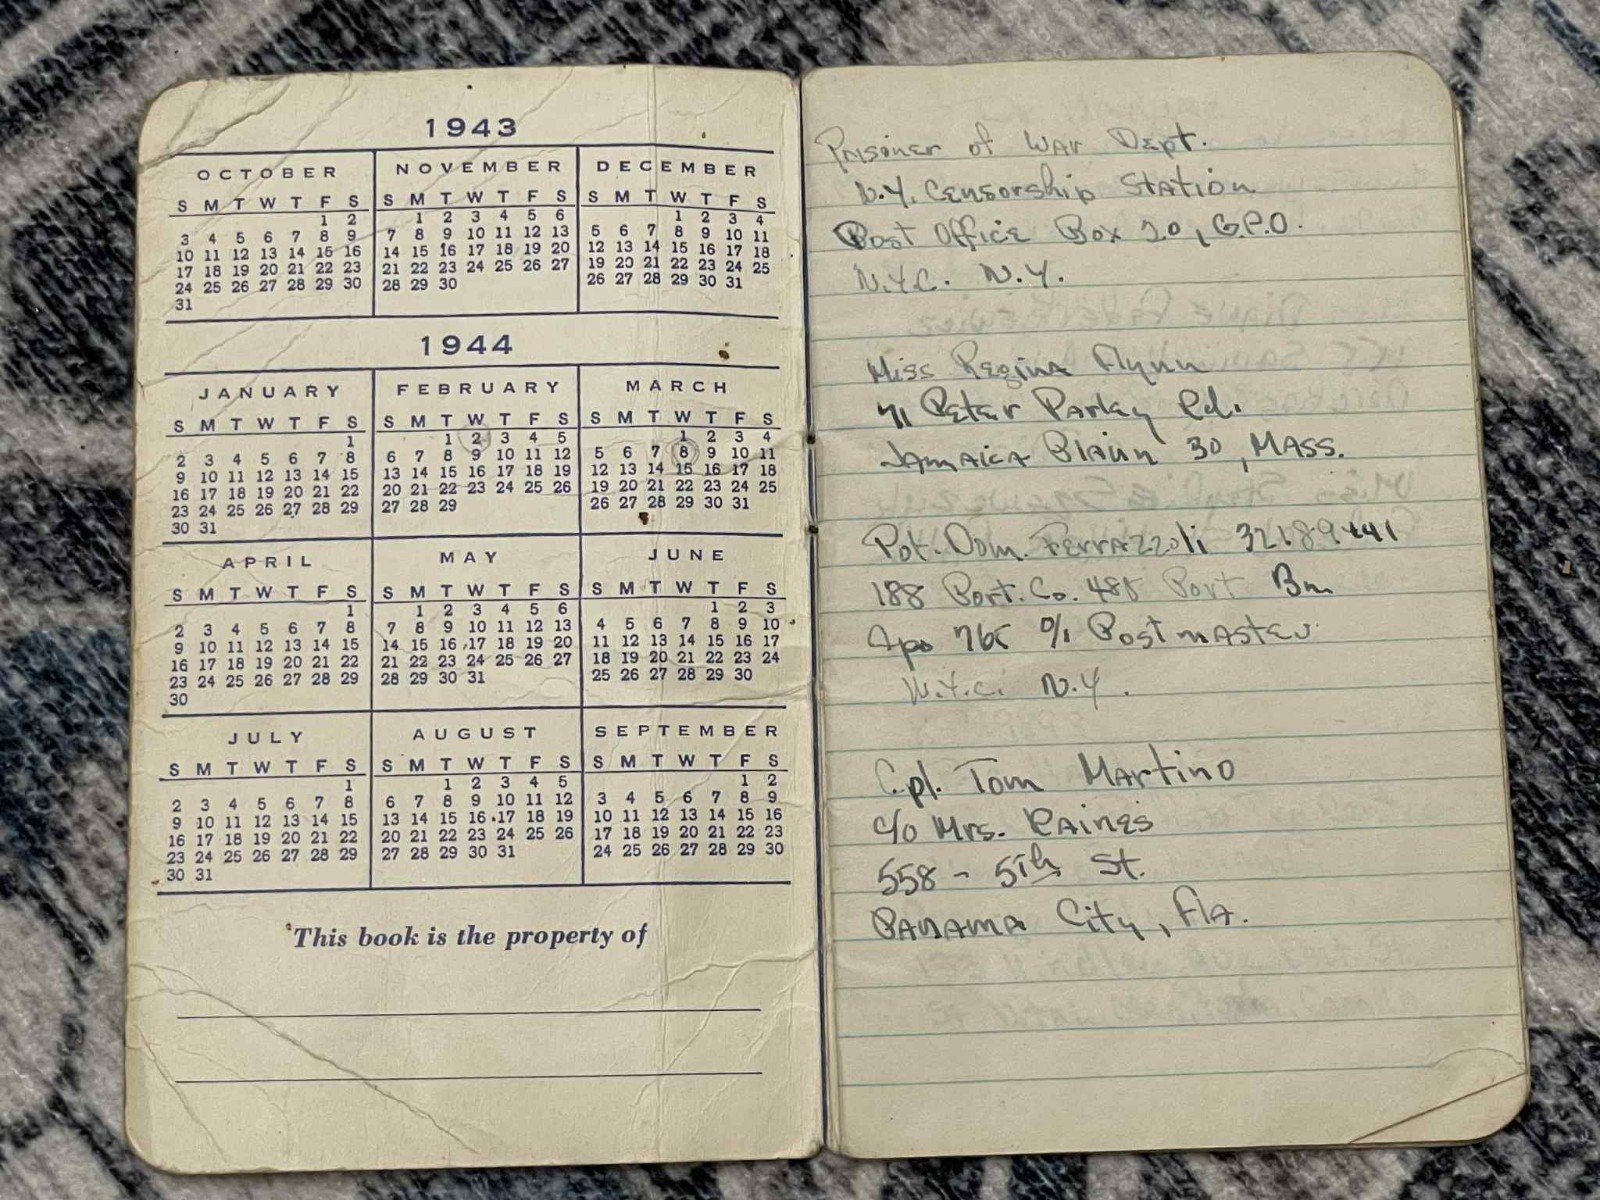 1943
OCTOBER
S M T W T F S
1 2
3 4 5 6 7 8 9
10 11 12 13 14 15 16
17 18 19 20 21 22 23
24 25 26 27 28 29 30
31
NOVEMBER
S M T W T F S
1 2 3 4 5 6
7 8 9 10 11 12 13
14 15 16 17 18 19 20
21 22 23 24 25 26 27
28 29 30
DECEMBER
S M T W T F S
1 2 3 4
5 6 7 8 9 10 11
12 13 14 15 16 17 18
19 20 21 22 23 24 25
26 27 28 29 30 31
1944
JANUARY
S M T W T F S
1
2 3 4 5 6 7 8
9 10 11 12 13 14 15
16 17 18 19 20 21 22
23 24 25 26 27 28 29
30 31
FEBRUARY
S M T W T F S
1 2 3 4 5
6 7 8 9 10 11 12
13 14 15 16 17 18 19
20 21 22 23 24 25 26
27 28 29
MARCH
S M T W T F S
1 2 3 4
5 6 7 8 9 10 11
12 13 14 15 16 17 18
19 20 21 22 23 24 25
26 27 28 29 30 31
APRIL
S M T W T F S
1
2 3 4 5 6 7 8
9 10 11 12 13 14 15
16 17 18 19 20 21 22
23 24 25 26 27 28 29
30
MAY
S M T W T F S
1 2 3 4 5 6
7 8 9 10 11 12 13
14 15 16 17 18 19 20
21 22 23 24 25 26 27
28 29 30 31
JUNE
S M T W T F S
1 2 3
4 5 6 7 8 9 10
11 12 13 14 15 16 17
18 19 20 21 22 23 24
25 26 27 28 29 30
JULY
S M T W T F S
1
2 3 4 5 6 7 8
9 10 11 12 13 14 15
16 17 18 19 20 21 22
23 24 25 26 27 28 29
30 31
AUGUST
S M T W T F S
1 2 3 4 5
6 7 8 9 10 11 12
13 14 15 16 17 18 19
20 21 22 23 24 25 26
27 28 29 30 31
SEPTEMBER
S M T W T F S
1 2
3 4 5 6 7 8 9
10 11 12 13 14 15 16
17 18 19 20 21 22 23
24 25 26 27 28 29 30
This book is the property of
Prisoner of War Dept.
N.Y. Censorship Station
Post Office Box 20, G.P.O.
N.Y.C. N.Y.
Miss Regina Flynn
71 Peter Parley Rd.
Jamaica Plain 30, Mass.
Pvt. Dom. Ferrazzoli 32189441
188 Port. Co. Port Bn
Apo Postmaster
N.Y.C. N.Y.
Cpl. Tom Martino
c/o Mrs. Raines
558 - 5th St.
Panama City, Fla.